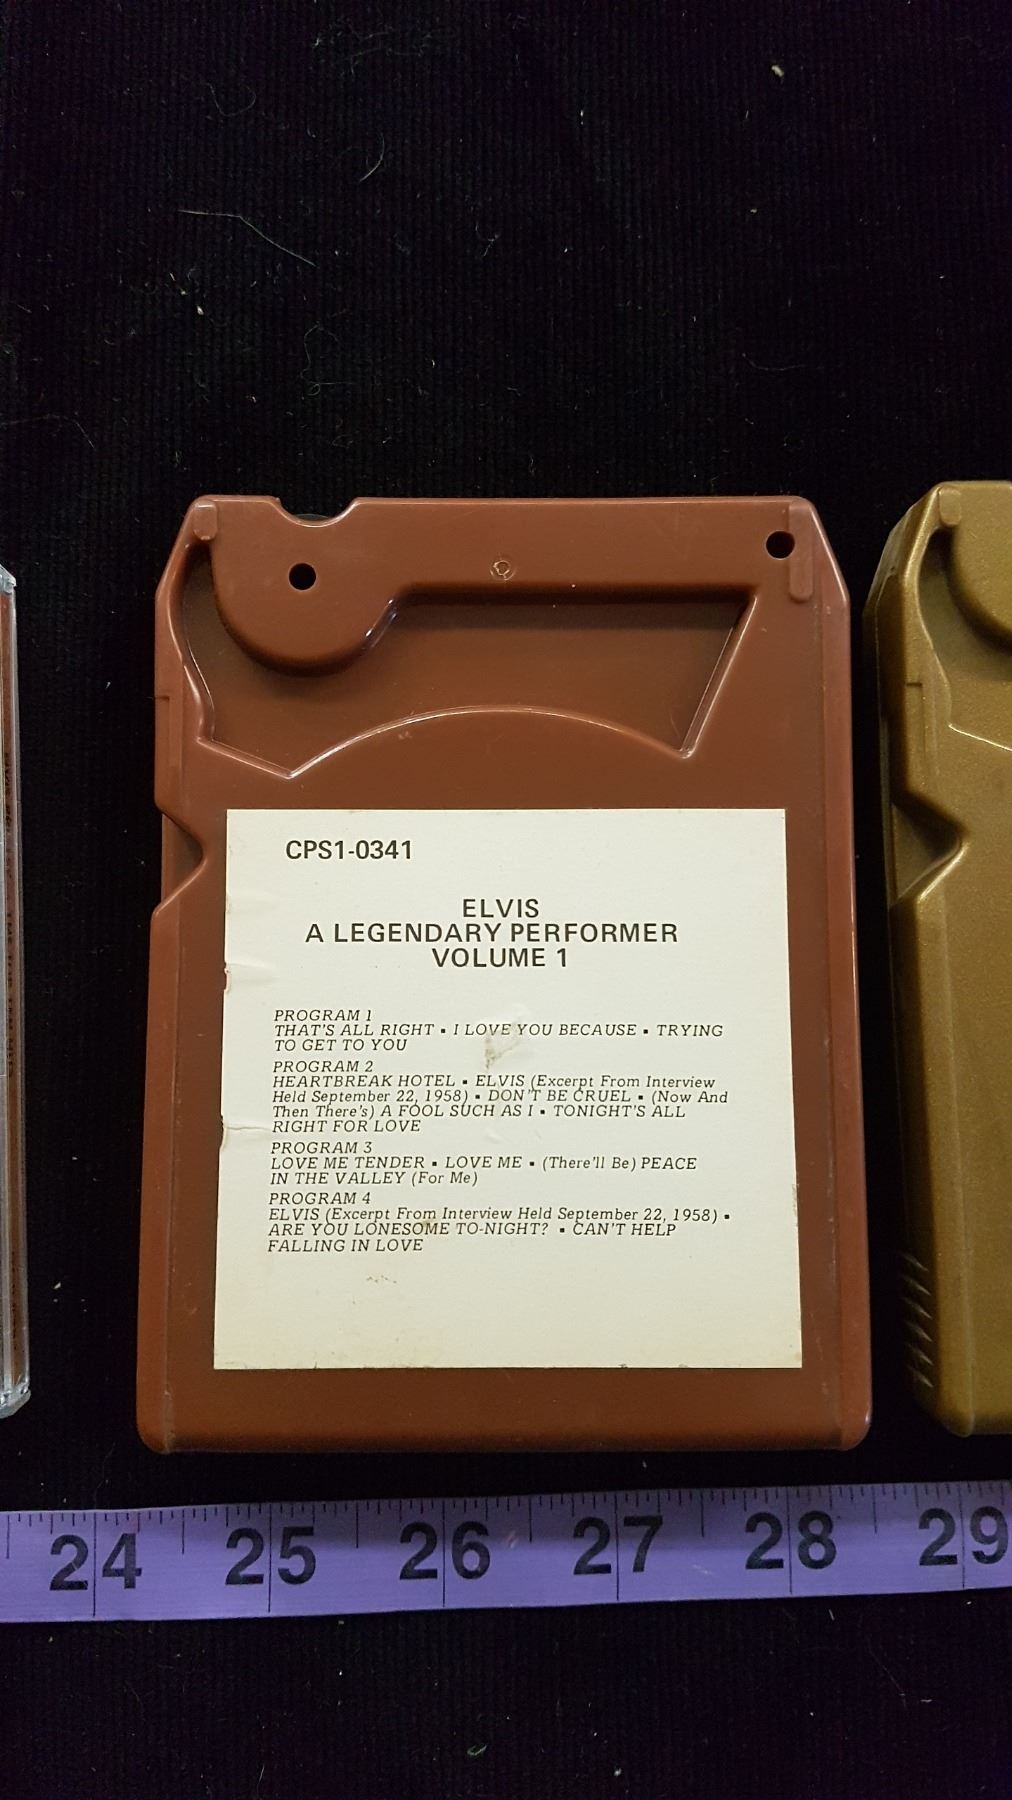 CPS1-0341
ELVIS
A LEGENDARY PERFORMER
VOLUME 1
PROGRAM 1
THAT'S ALL RIGHT ▪ I LOVE YOU BECAUSE ▪ TRYING
TO GET TO YOU
PROGRAM 2
HEARTBREAK HOTEL ▪ ELVIS (Excerpt From Interview
Held September 22, 1958) ▪ DON'T BE CRUEL ▪ (Now And
Then There's) A FOOL SUCH AS I ▪ TONIGHT'S ALL
RIGHT FOR LOVE
PROGRAM 3
LOVE ME TENDER ▪ LOVE ME ▪ (There'll Be) PEACE
IN THE VALLEY (For Me)
PROGRAM 4
ELVIS (Excerpt From Interview Held September 22, 1958) ▪
ARE YOU LONESOME TO-NIGHT? ▪ CAN'T HELP
FALLING IN LOVE
24 25 26 27 28 29